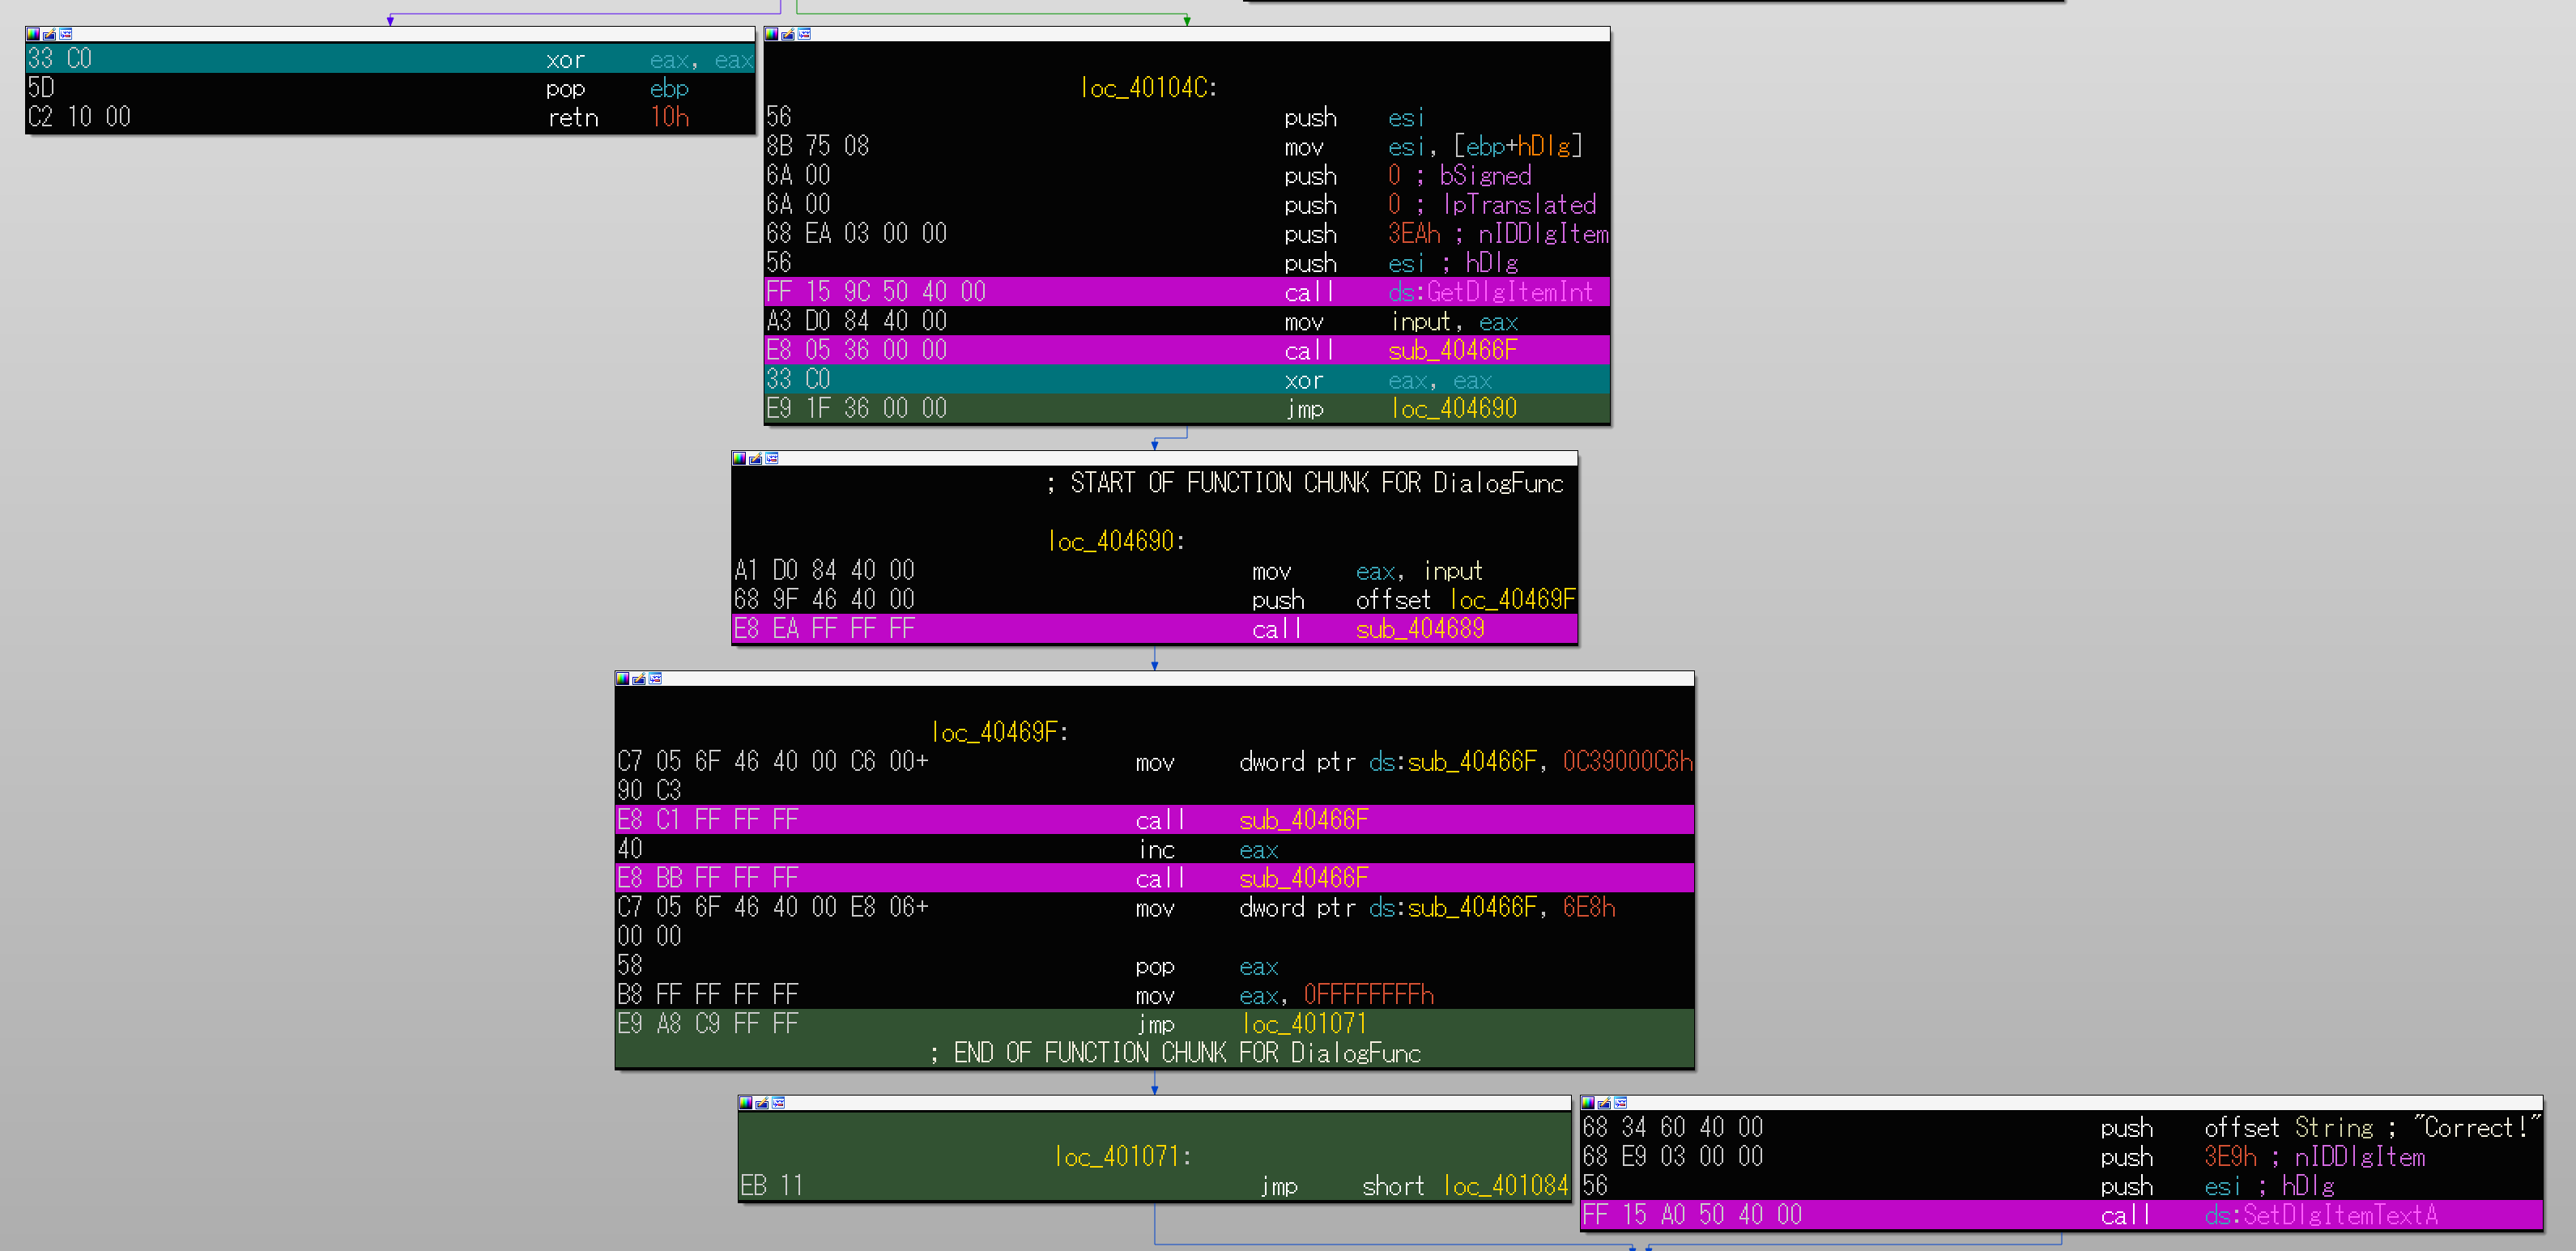 33 C0 xor eax, eax
5D pop ebp
C2 10 00 retn 10h
loc_40104C:
56 push esi
8B 75 08 mov esi, [ebp+hDlg]
6A 00 push 0 ; bSigned
6A 00 push 0 ; lpTranslated
68 EA 03 00 00 push 3EAh ; nIDDlgItem
56 push esi ; hDlg
FF 15 9C 50 40 00 call ds:GetDlgItemInt
A3 D0 84 40 00 mov input, eax
E8 05 36 00 00 call sub_40466F
33 C0 xor eax, eax
E9 1F 36 00 00 jmp loc_404690
; START OF FUNCTION CHUNK FOR DialogFunc
loc_404690:
A1 D0 84 40 00 mov eax, input
68 9F 46 40 00 push offset loc_40469F
E8 EA FF FF FF call sub_404689
loc_40469F:
C7 05 6F 46 40 00 C6 00+ mov dword ptr ds:sub_40466F, 0C39000C6h
90 C3
E8 C1 FF FF FF call sub_40466F
40 inc eax
E8 BB FF FF FF call sub_40466F
C7 05 6F 46 40 00 E8 06+ mov dword ptr ds:sub_40466F, 6E8h
00 00
58 pop eax
B8 FF FF FF FF mov eax, 0FFFFFFFFh
E9 A8 C9 FF FF jmp loc_401071
; END OF FUNCTION CHUNK FOR DialogFunc
loc_401071:
EB 11 jmp short loc_401084
68 34 60 40 00 push offset String ; "Correct!"
68 E9 03 00 00 push 3E9h ; nIDDlgItem
56 push esi ; hDlg
FF 15 A0 50 40 00 call ds:SetDlgItemTextA